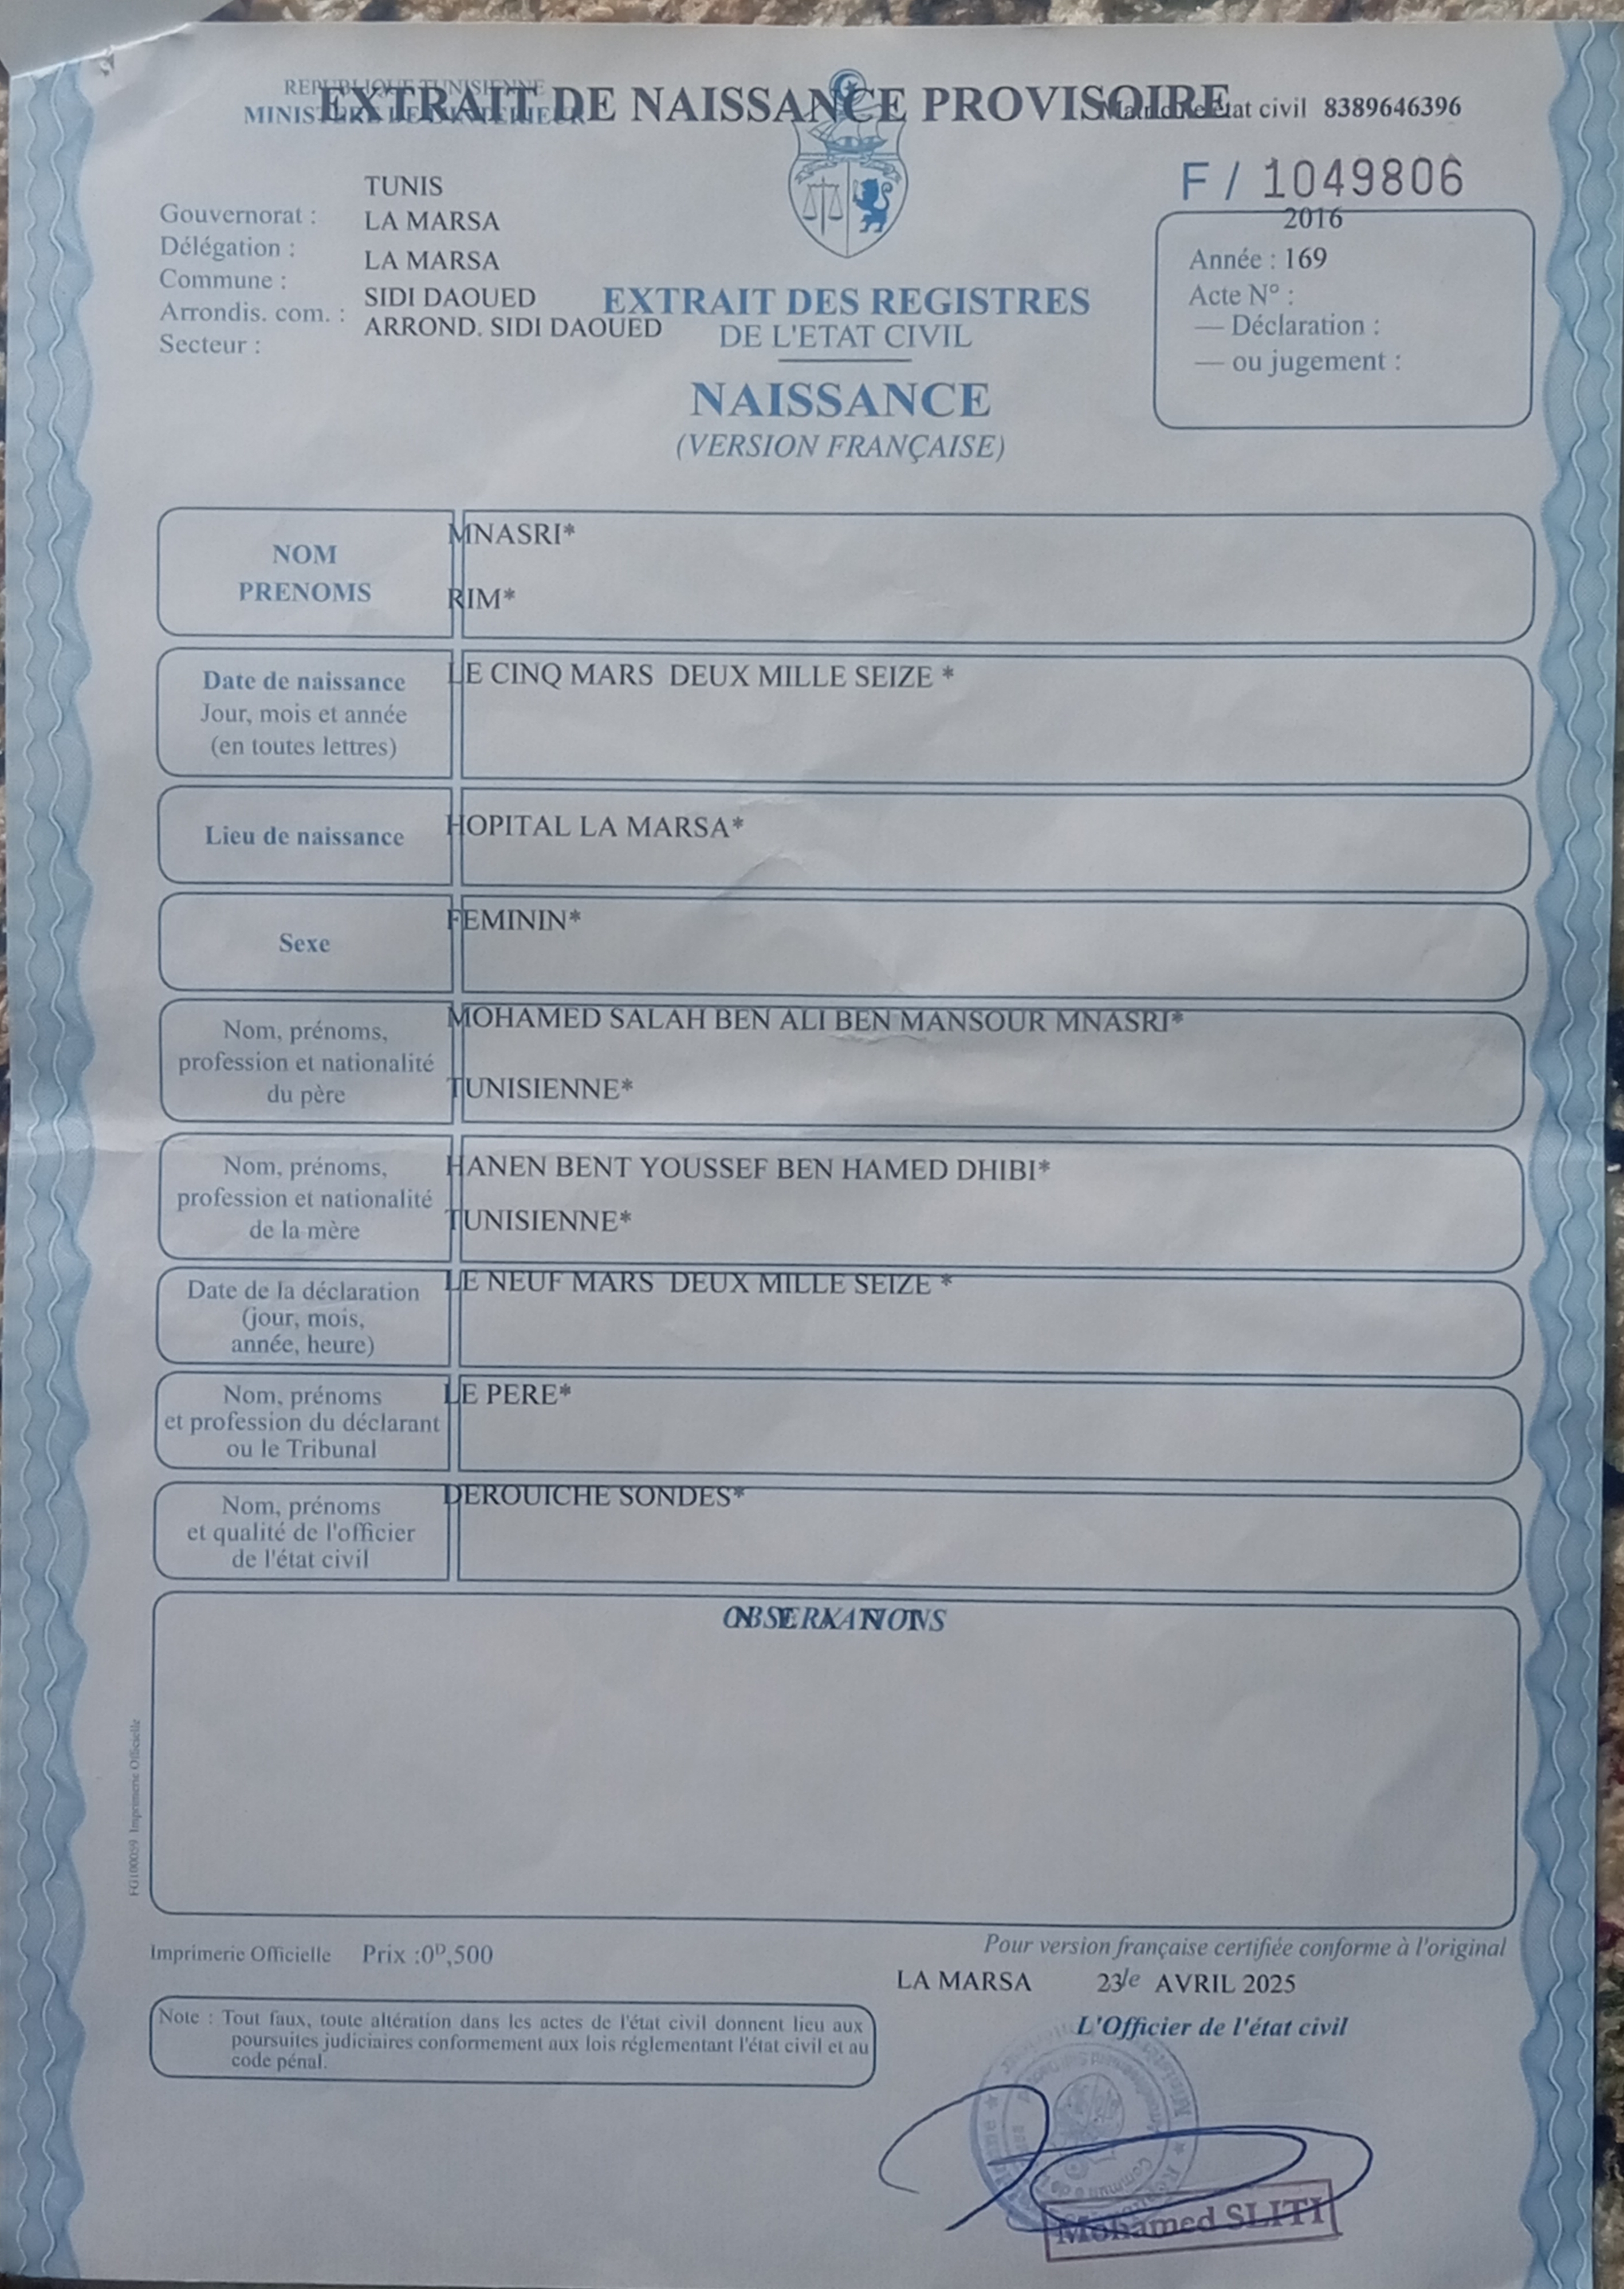 REPUBLIQUE TUNISIENNE
MINISTERE DE L'INTERIEUR
EXTRAIT DE NAISSANCE PROVISOIRE
Matricule état civil 8389646396
F / 1049806
TUNIS
Gouvernorat :
LA MARSA
Délégation :
LA MARSA
Commune :
SIDI DAOUED
Arrondis. com. :
ARROND. SIDI DAOUED
Secteur :
2016
Année : 169
Acte N° :
— Déclaration :
— ou jugement :
EXTRAIT DES REGISTRES
DE L'ETAT CIVIL
NAISSANCE
(VERSION FRANÇAISE)
NOM
PRENOMS
MNASRI*
RIM*
Date de naissance
Jour, mois et année
(en toutes lettres)
LE CINQ MARS DEUX MILLE SEIZE *
Lieu de naissance
HOPITAL LA MARSA*
Sexe
FEMININ*
Nom, prénoms,
profession et nationalité
du père
MOHAMED SALAH BEN ALI BEN MANSOUR MNASRI*
TUNISIENNE*
Nom, prénoms,
profession et nationalité
de la mère
HANEN BENT YOUSSEF BEN HAMED DHIBI*
TUNISIENNE*
Date de la déclaration
(jour, mois,
année, heure)
LE NEUF MARS DEUX MILLE SEIZE *
Nom, prénoms
et profession du déclarant
ou le Tribunal
LE PERE*
Nom, prénoms
et qualité de l'officier
de l'état civil
DEROUICHE SONDES*
OBSERVATIONS
FG100059 Imprimerie Officielle
Imprimerie Officielle Prix :0ᴰ,500
Pour version française certifiée conforme à l'original
LA MARSA 23 le AVRIL 2025
L'Officier de l'état civil
Note : Tout faux, toute altération dans les actes de l'état civil donnent lieu aux
poursuites judiciaires conformement aux lois réglementant l'état civil et au
code pénal.
Mohamed SLITI